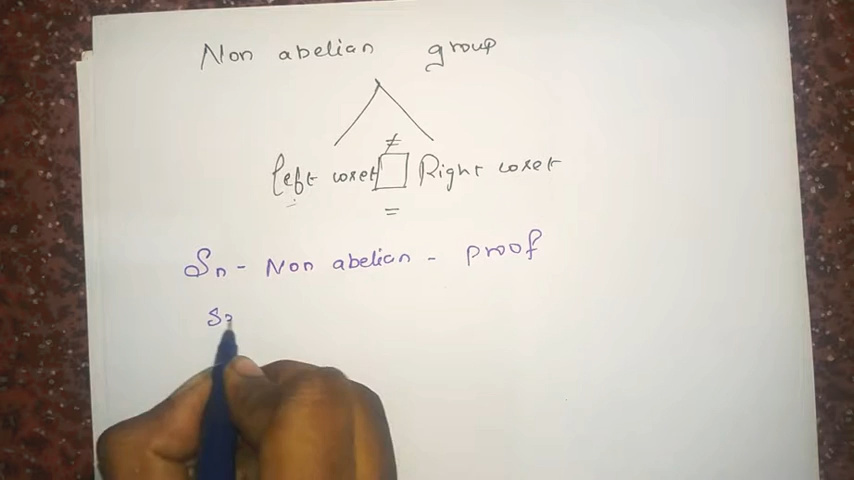 Non abelian group
≠
Left coset □ Right coset
=
Sn - Non abelian - proof
S